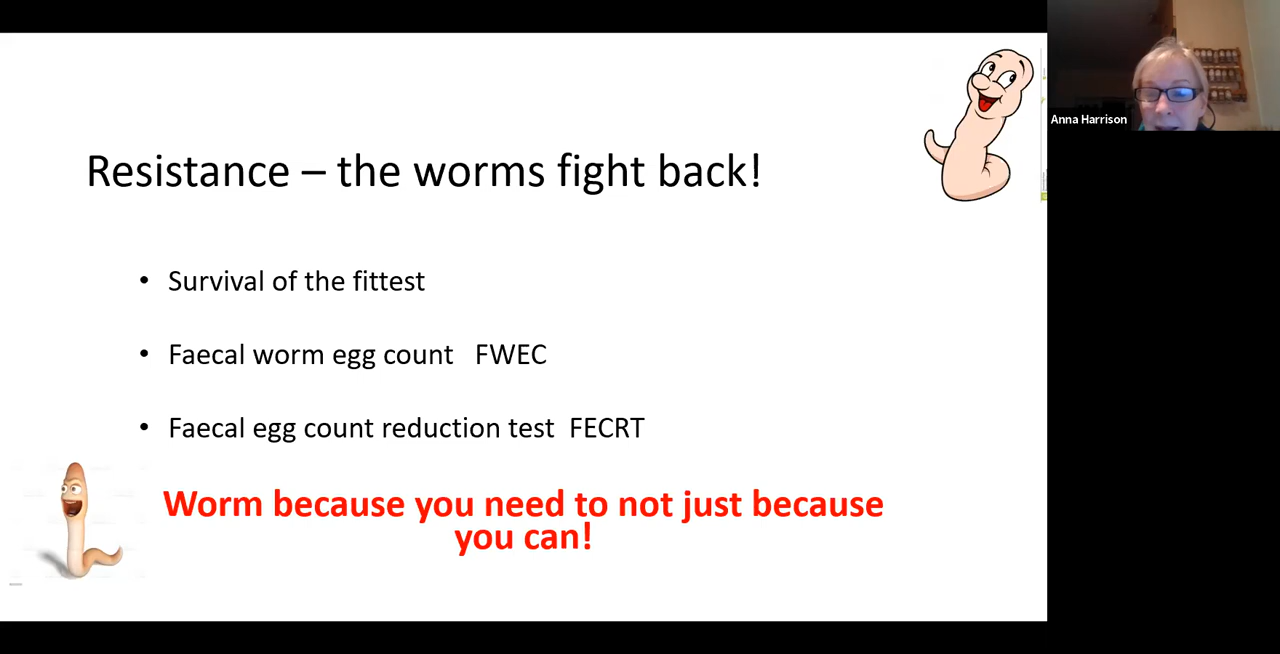 Anna Harrison
Resistance – the worms fight back!
• Survival of the fittest
• Faecal worm egg count FWEC
• Faecal egg count reduction test FECRT
Worm because you need to not just because
you can!